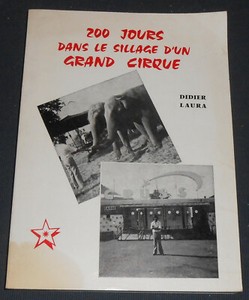 200 JOURS
DANS LE SILLAGE D'UN
GRAND CIRQUE
DIDIER
LAURA